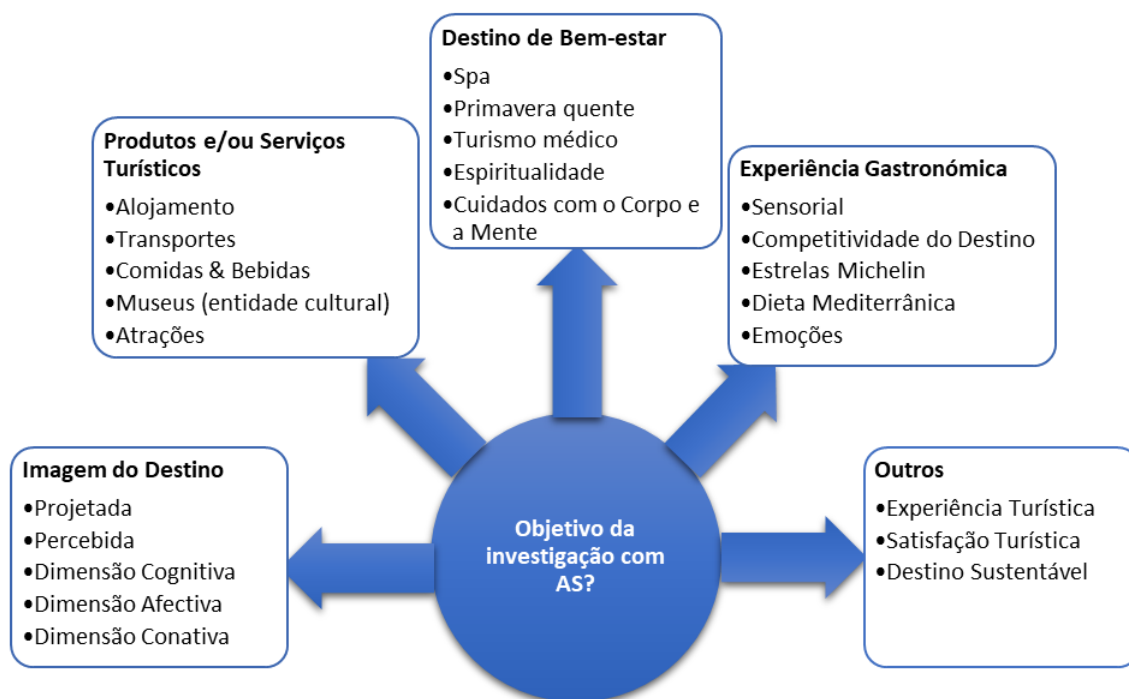 Destino de Bem-estar
•Spa
•Primavera quente
•Turismo médico
•Espiritualidade
•Cuidados com o Corpo e
a Mente
Produtos e/ou Serviços
Turísticos
•Alojamento
•Transportes
•Comidas & Bebidas
•Museus (entidade cultural)
•Atrações
Experiência Gastronómica
•Sensorial
•Competitividade do Destino
•Estrelas Michelin
•Dieta Mediterrânica
•Emoções
Imagem do Destino
•Projetada
•Percebida
•Dimensão Cognitiva
•Dimensão Afectiva
•Dimensão Conativa
Objetivo da
investigação com
AS?
Outros
•Experiência Turística
•Satisfação Turística
•Destino Sustentável